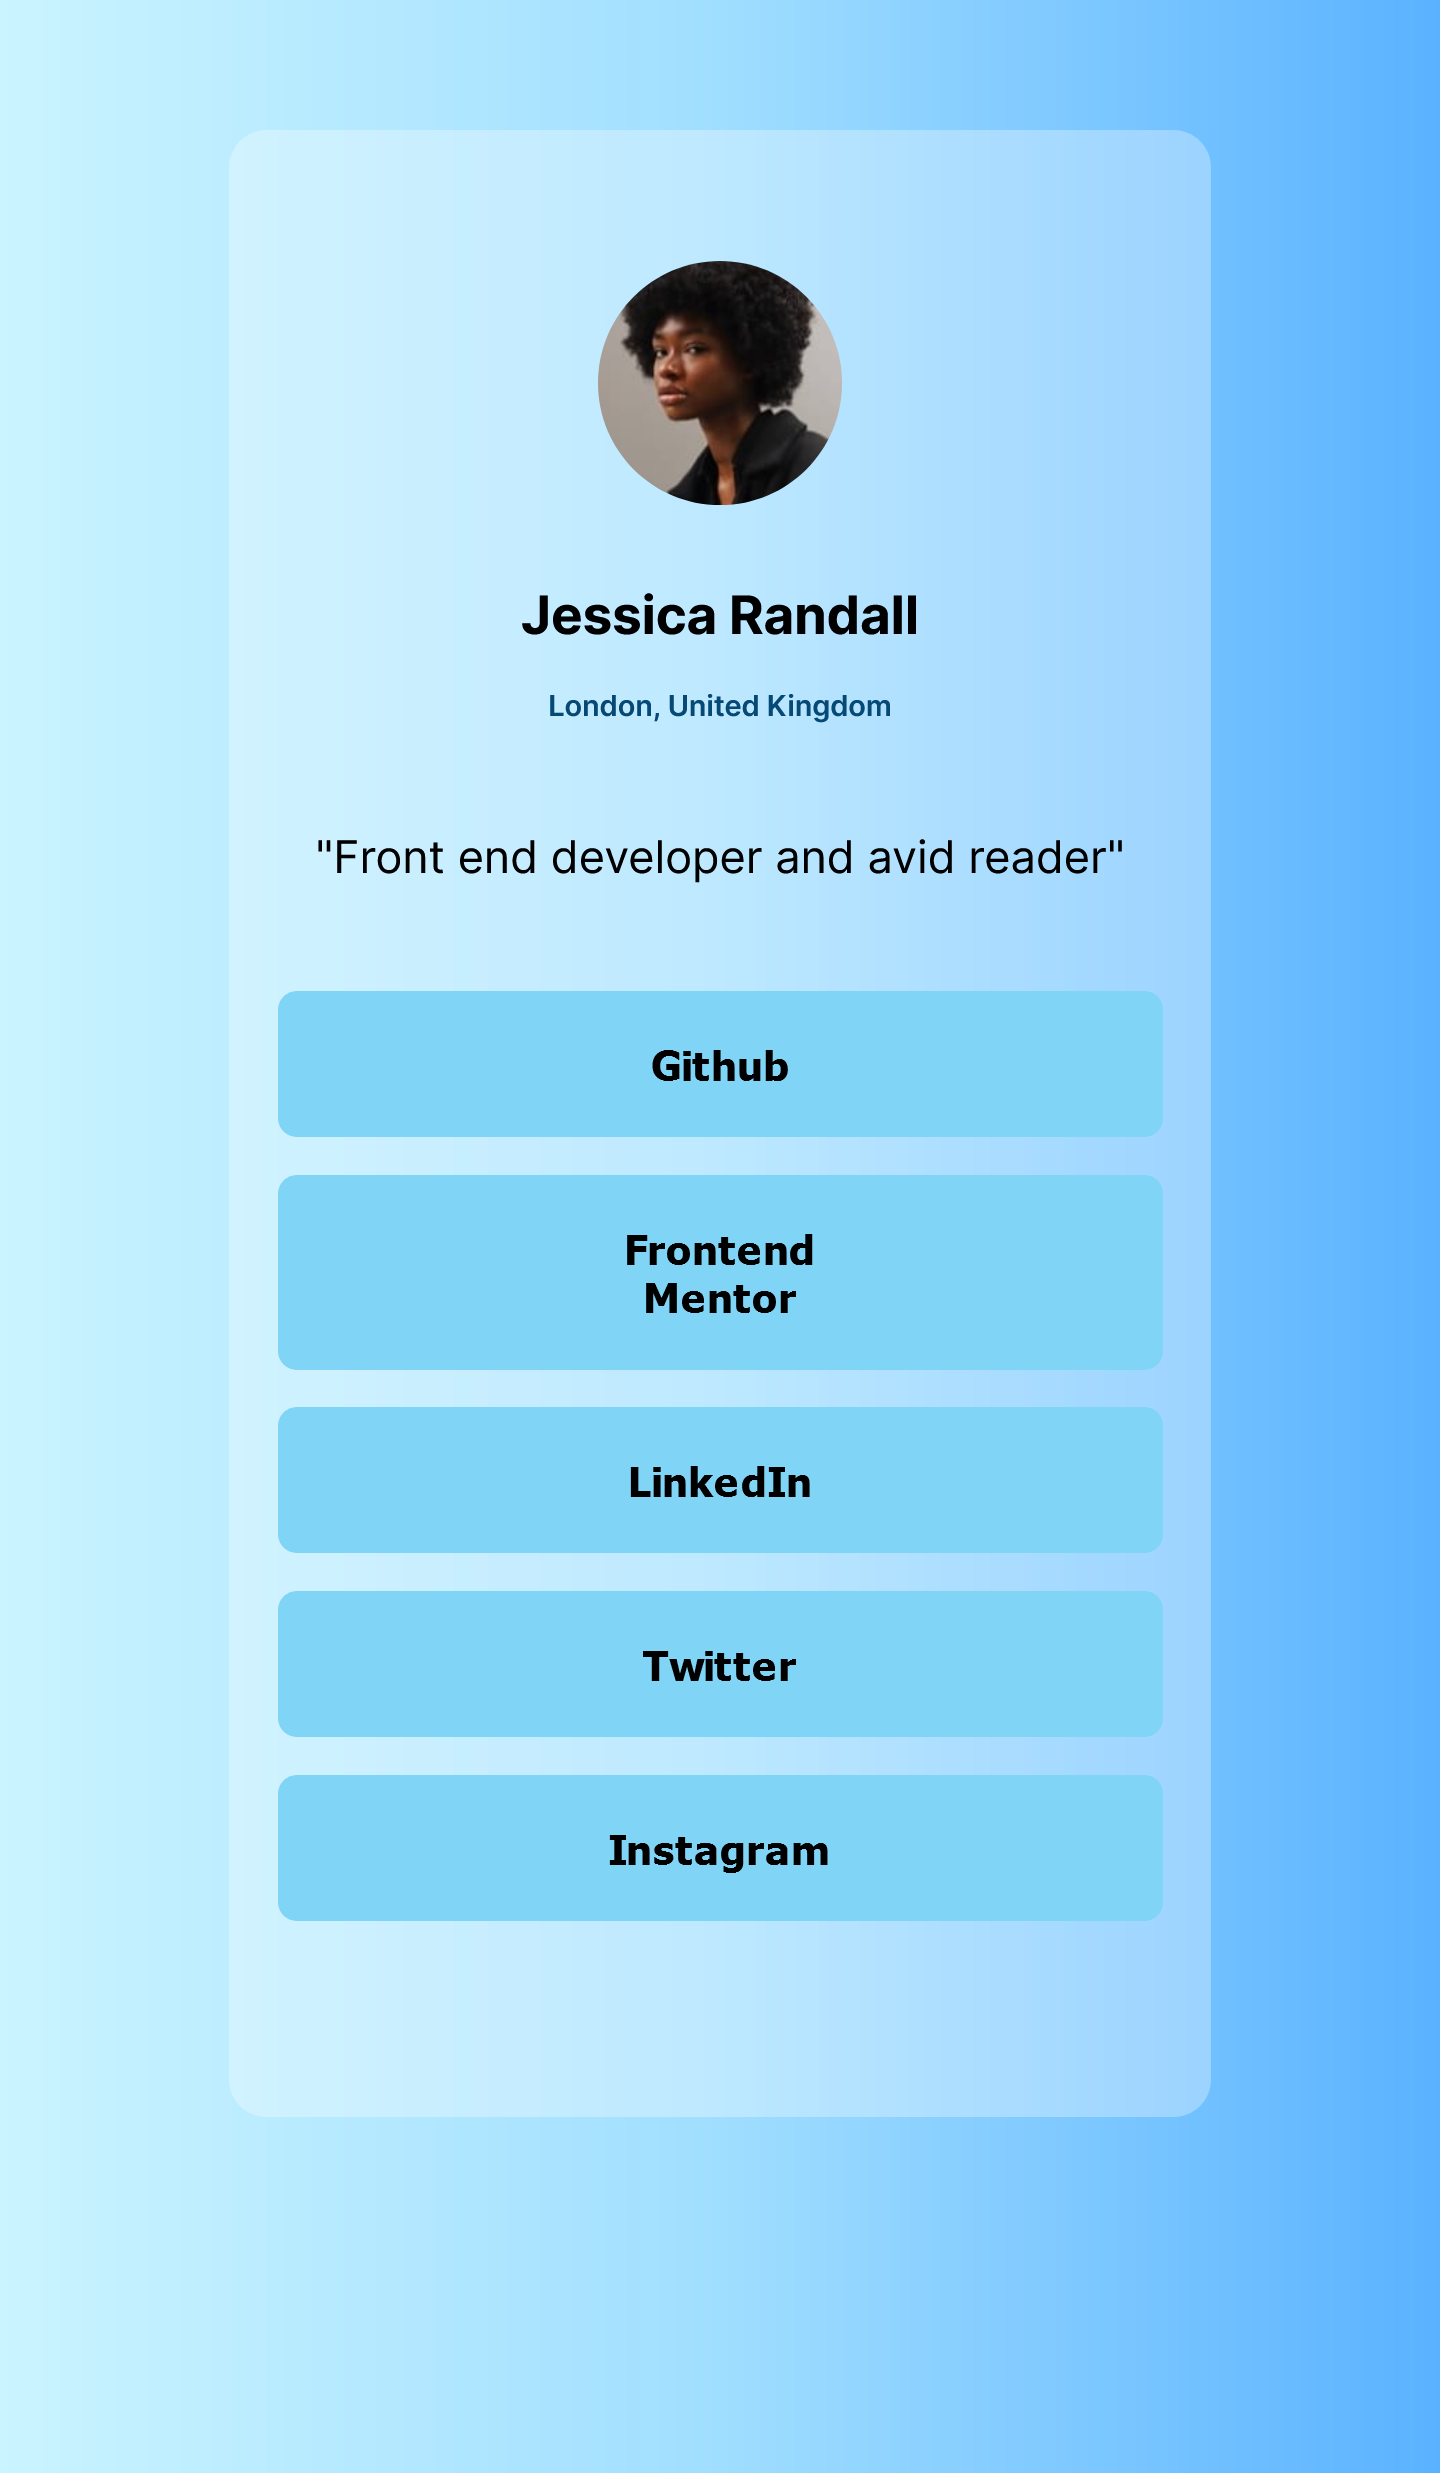 Jessica Randall
London, United Kingdom
"Front end developer and avid reader"
Github
Frontend
Mentor
LinkedIn
Twitter
Instagram